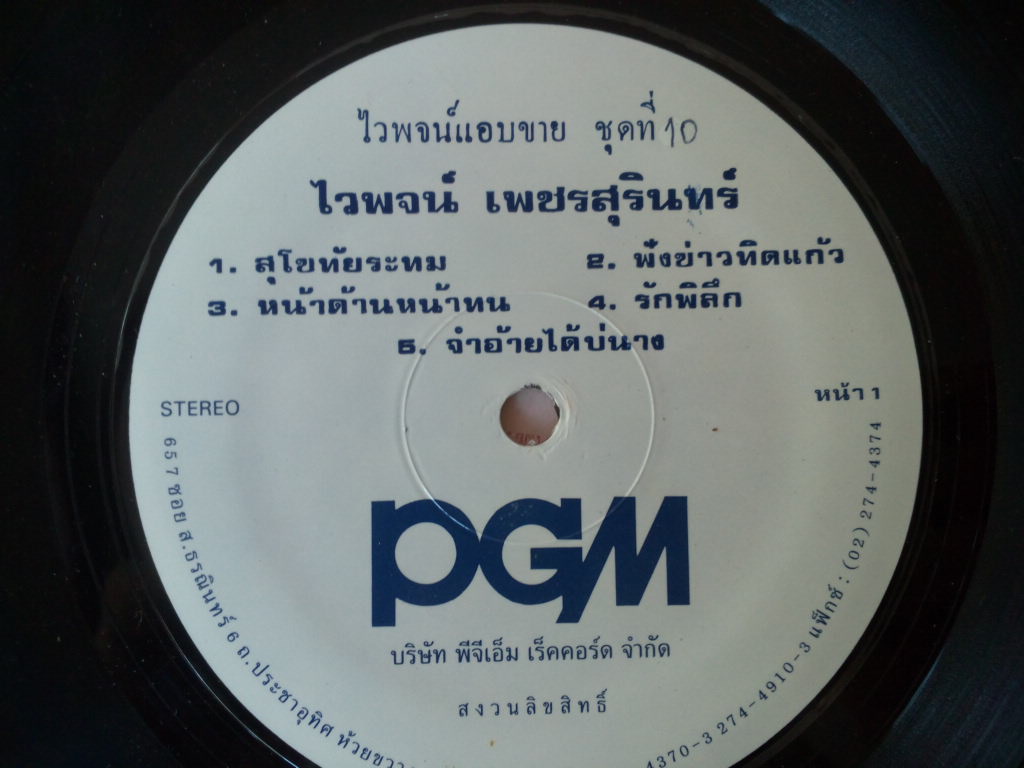 ไวพจน์แอบขาย ชุดที่ 10
ไวพจน์ เพชรสุรินทร์
1. สุโขทัยระทม
2. ฟังข่าวทิดแก้ว
3. หน้าด้านหน้าทน
4. รักพิลึก
5. จำอ้ายได้บ่นาง
STEREO
หน้า 1
PGM
บริษัท พีจีเอ็ม เร็คคอร์ด จำกัด
สงวนลิขสิทธิ์
657 ซอย ส.ธรณินทร์ 6 ถ.ประชาอุทิศ ห้วยขวาง
4370-3 274-4910-3 แฟ็กซ์ : (02) 274-4374